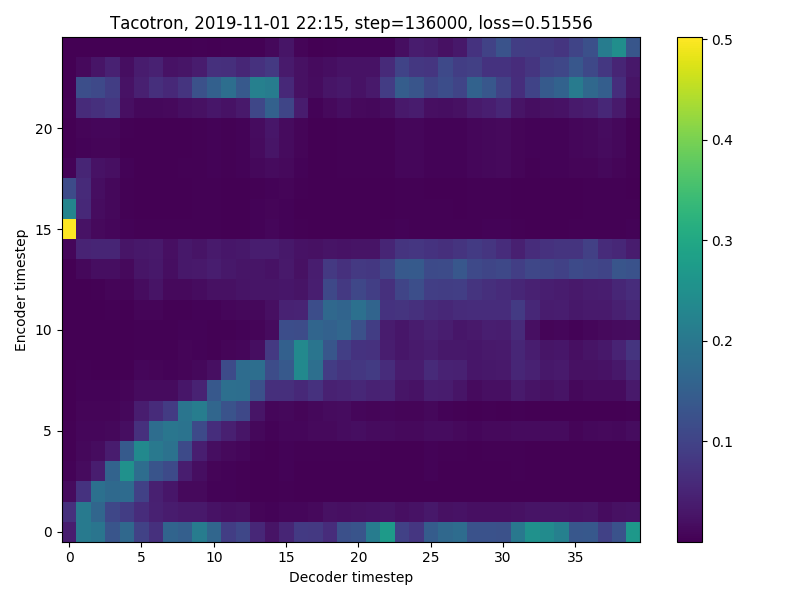 Tacotron, 2019-11-01 22:15, step=136000, loss=0.51556
Encoder timestep
20
15
10
5
0
0 5 10 15 20 25 30 35
Decoder timestep
0.5
0.4
0.3
0.2
0.1